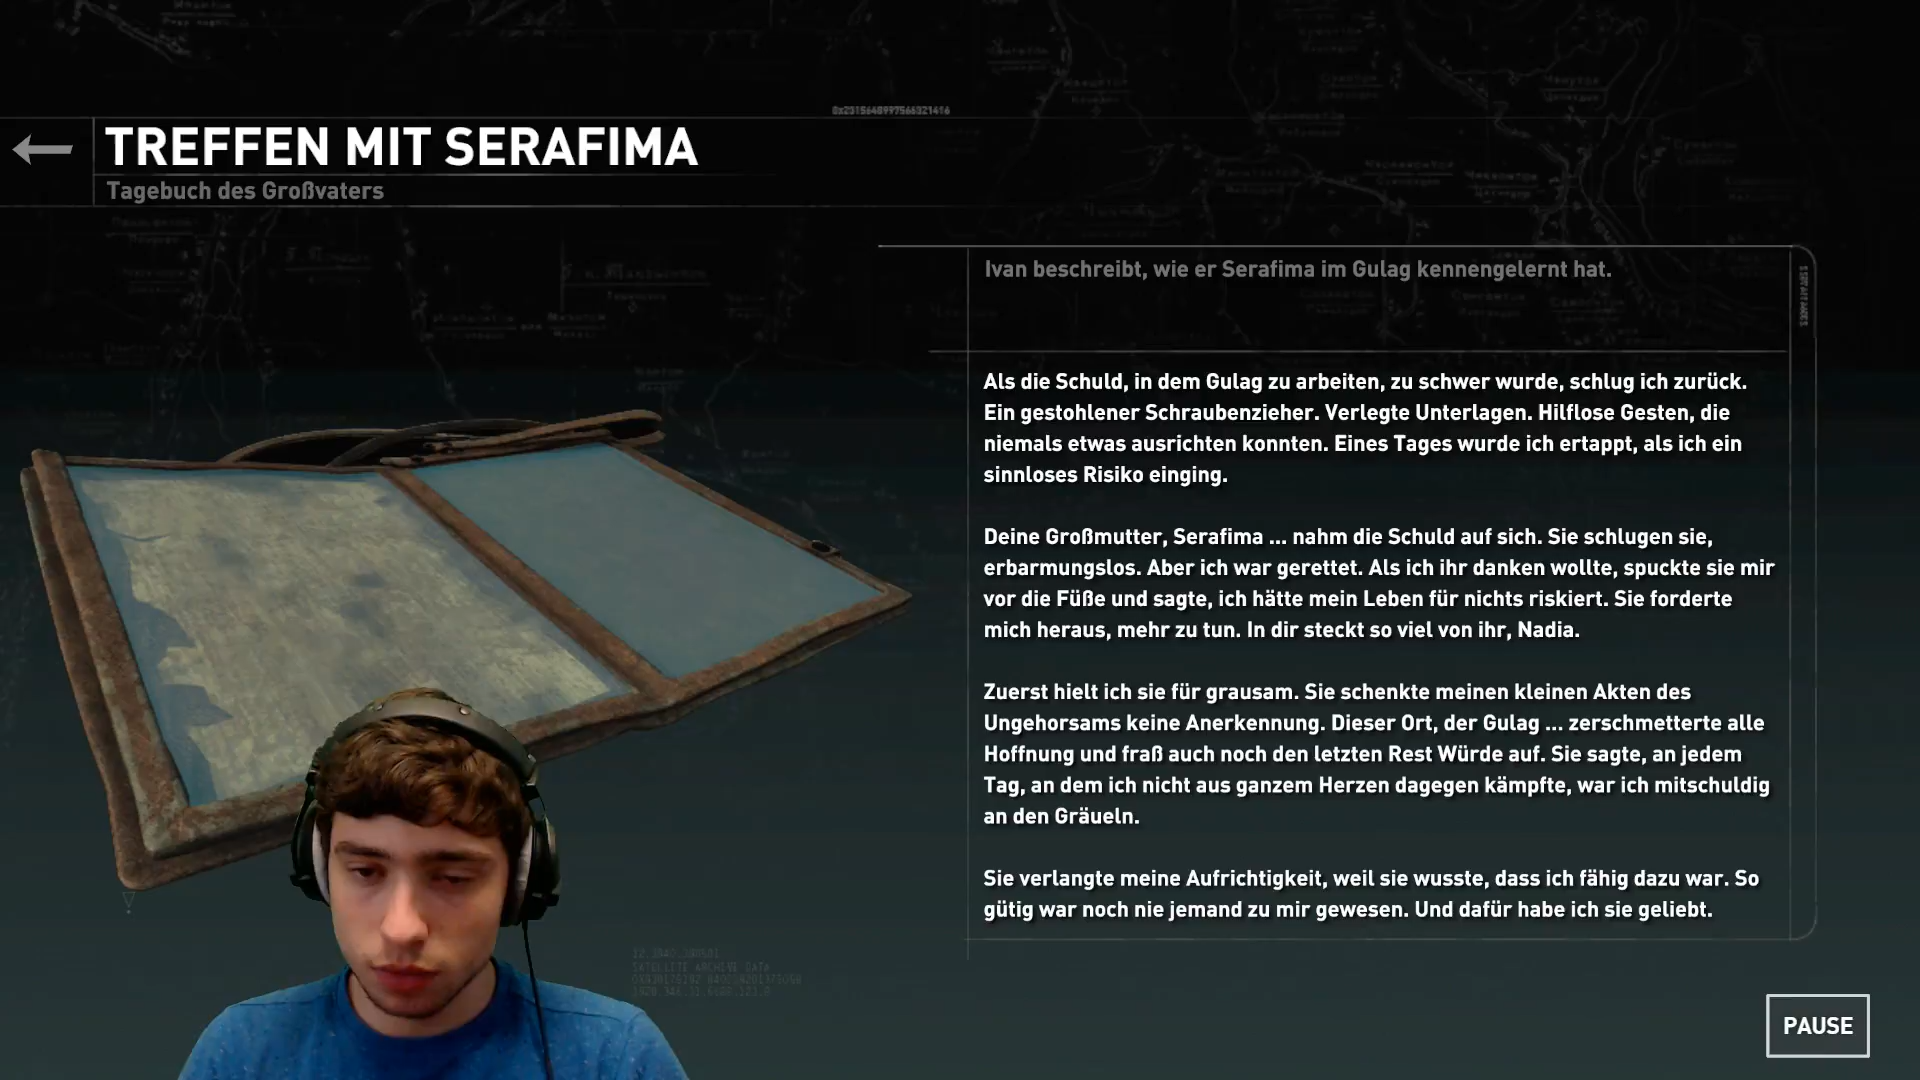 0x2315648997566321416
TREFFEN MIT SERAFIMA
Tagebuch des Großvaters
Ivan beschreibt, wie er Serafima im Gulag kennengelernt hat.
Als die Schuld, in dem Gulag zu arbeiten, zu schwer wurde, schlug ich zurück.
Ein gestohlener Schraubenzieher. Verlegte Unterlagen. Hilflose Gesten, die
niemals etwas ausrichten konnten. Eines Tages wurde ich ertappt, als ich ein
sinnloses Risiko einging.
Deine Großmutter, Serafima ... nahm die Schuld auf sich. Sie schlugen sie,
erbarmungslos. Aber ich war gerettet. Als ich ihr danken wollte, spuckte sie mir
vor die Füße und sagte, ich hätte mein Leben für nichts riskiert. Sie forderte
mich heraus, mehr zu tun. In dir steckt so viel von ihr, Nadia.
Zuerst hielt ich sie für grausam. Sie schenkte meinen kleinen Akten des
Ungehorsams keine Anerkennung. Dieser Ort, der Gulag ... zerschmetterte alle
Hoffnung und fraß auch noch den letzten Rest Würde auf. Sie sagte, an jedem
Tag, an dem ich nicht aus ganzem Herzen dagegen kämpfte, war ich mitschuldig
an den Gräueln.
Sie verlangte meine Aufrichtigkeit, weil sie wusste, dass ich fähig dazu war. So
gütig war noch nie jemand zu mir gewesen. Und dafür habe ich sie geliebt.
SATELLITE ARCHIVE DATA
PAUSE